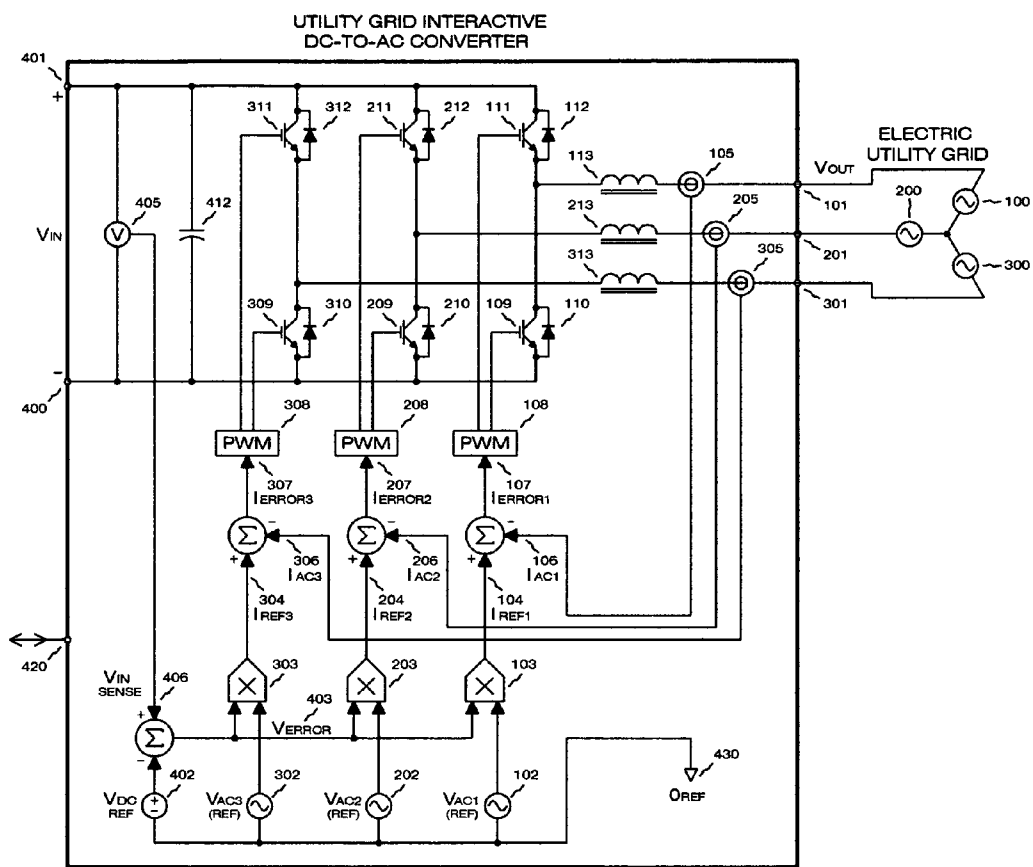 UTILITY GRID INTERACTIVE
DC-TO-AC CONVERTER
401
+
311
312
211
212
111
112
ELECTRIC
UTILITY GRID
113
105
VOUT
101
100
405
412
213
205
200
VIN
V
201
313
305
300
301
309
310
209
210
109
110
–
400
308
208
108
PWM
PWM
PWM
307
IERROR3
207
IERROR2
107
IERROR1
Σ
–
Σ
–
Σ
–
+
306
IAC3
+
206
IAC2
+
106
IAC1
304
IREF3
204
IREF2
104
IREF1
420
303
203
103
VIN
SENSE
406
X
X
X
+
403
VERROR
Σ
–
402
302
202
102
430
VDC
REF
+
–
VAC3
(REF)
VAC2
(REF)
VAC1
(REF)
0REF